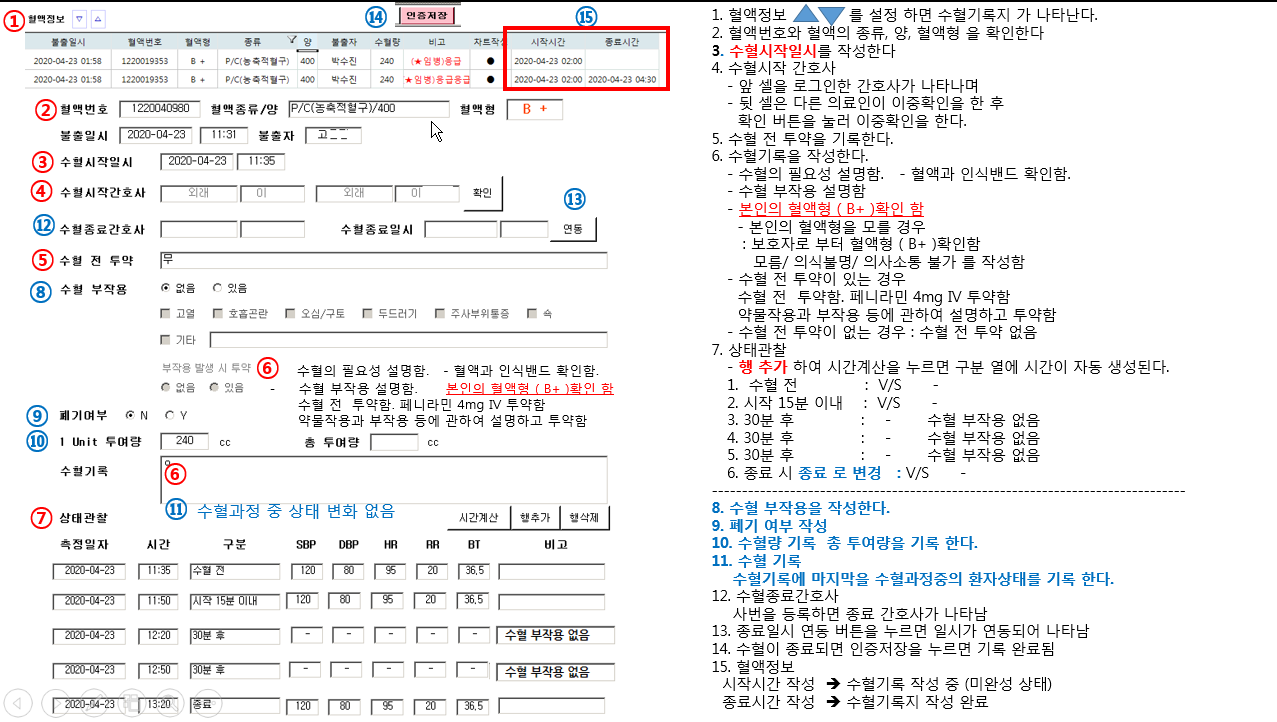 ① 혈액정보 ▽ △
⑭ 인증저장 ⑮
불출일시 혈액번호 혈액형 종류 양 불출자 수혈량 비고 차트작성 시작시간 종료시간
2020-04-23 01:58 1220019353 B + P/C(농축적혈구) 400 박수진 240 (★임병)응급 ● 2020-04-23 02:00
2020-04-23 01:58 1220019353 B + P/C(농축적혈구) 400 박수진 240 ★임병)응급응급 ● 2020-04-23 02:00 2020-04-23 04:30
② 혈액번호 1220040980 혈액종류/양 P/C(농축적혈구)/400 혈액형 B +
불출일시 2020-04-23 11:31 불출자 고
③ 수혈시작일시 2020-04-23 11:35
④ 수혈시작간호사 외래 이 외래 이 확인
⑬
⑫ 수혈종료간호사 수혈종료일시 연동
⑤ 수혈 전 투약 무
⑧ 수혈 부작용 없음 있음
고열 호흡곤란 오심/구토 두드러기 주사부위통증 쇽
기타
부작용 발생 시 투약 ⑥ 수혈의 필요성 설명함. - 혈액과 인식밴드 확인함.
없음 있음 - 수혈 부작용 설명함. 본인의 혈액형 ( B+ )확인 함
수혈 전 투약함. 페니라민 4mg IV 투약함
⑨ 폐기여부 N Y 약물작용과 부작용 등에 관하여 설명하고 투약함
⑩ 1 Unit 투여량 240 cc 총 투여량 cc
수혈기록 ⑥
⑪ 수혈과정 중 상태 변화 없음
⑦ 상태관찰 시간계산 행추가 행삭제
측정일자 시간 구분 SBP DBP HR RR BT 비고
2020-04-23 11:35 수혈 전 120 80 95 20 36,5
2020-04-23 11:50 시작 15분 이내 120 80 95 20 36,5
2020-04-23 12:20 30분 후 - - - - - 수혈 부작용 없음
2020-04-23 12:50 30분 후 - - - - - 수혈 부작용 없음
2020-04-23 13:20 종료 120 80 95 20 36,5
1. 혈액정보 ▲▼ 를 설정 하면 수혈기록지 가 나타난다.
2. 혈액번호와 혈액의 종류, 양, 혈액형 을 확인한다
3. 수혈시작일시를 작성한다
4. 수혈시작 간호사
- 앞 셀을 로그인한 간호사가 나타나며
- 뒷 셀은 다른 의료인이 이중확인을 한 후
확인 버튼을 눌러 이중확인을 한다.
5. 수혈 전 투약을 기록한다.
6. 수혈기록을 작성한다.
- 수혈의 필요성 설명함. - 혈액과 인식밴드 확인함.
- 수혈 부작용 설명함
- 본인의 혈액형 ( B+ )확인 함
- 본인의 혈액형을 모를 경우
: 보호자로 부터 혈액형 ( B+ )확인함
모름/ 의식불명/ 의사소통 불가 를 작성함
- 수혈 전 투약이 있는 경우
수혈 전 투약함. 페니라민 4mg IV 투약함
약물작용과 부작용 등에 관하여 설명하고 투약함
- 수혈 전 투약이 없는 경우 : 수혈 전 투약 없음
7. 상태관찰
- 행 추가 하여 시간계산을 누르면 구분 열에 시간이 자동 생성된다.
1. 수혈 전 : V/S -
2. 시작 15분 이내 : V/S -
3. 30분 후 : - 수혈 부작용 없음
4. 30분 후 : - 수혈 부작용 없음
5. 30분 후 : - 수혈 부작용 없음
6. 종료 시 종료 로 변경 : V/S -
8. 수혈 부작용을 작성한다.
9. 폐기 여부 작성
10. 수혈량 기록 총 투여량을 기록 한다.
11. 수혈 기록
수혈기록에 마지막을 수혈과정중의 환자상태를 기록 한다.
12. 수혈종료간호사
사번을 등록하면 종료 간호사가 나타남
13. 종료일시 연동 버튼을 누르면 일시가 연동되어 나타남
14. 수혈이 종료되면 인증저장을 누르면 기록 완료됨
15. 혈액정보
시작시간 작성 ➔ 수혈기록 작성 중 (미완성 상태)
종료시간 작성 ➔ 수혈기록지 작성 완료